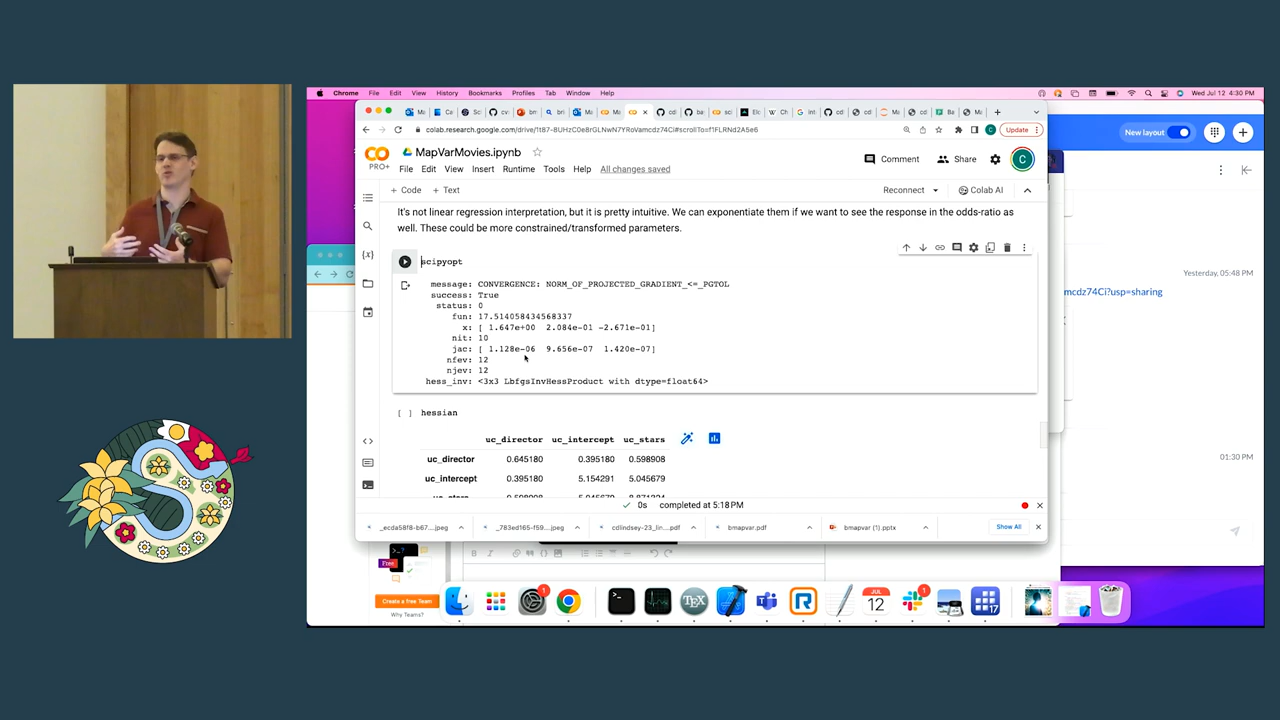 Chrome File Edit View History Bookmarks Profiles Tab Window Help
Wed Jul 12 4:30 PM
colab.research.google.com/drive/1t87-8UHzC0e8rGLNwN7YRoVamcdz74Ci#scrollTo=f1FLRNd2A5e6
Update
New layout
PRO+
MapVarMovies.ipynb
Comment
Share
C
File Edit View Insert Runtime Tools Help All changes saved
+ Code + Text
Reconnect
Colab AI
It's not linear regression interpretation, but it is pretty intuitive. We can exponentiate them if we want to see the response in the odds-ratio as
well. These could be more constrained/transformed parameters.
scipyopt
message: CONVERGENCE: NORM_OF_PROJECTED_GRADIENT_<=_PGTOL
success: True
status: 0
fun: 17.514058434568337
x: [ 1.647e+00 2.084e-01 -2.671e-01]
nit: 10
jac: [ 1.128e-06 9.656e-07 1.420e-07]
nfev: 12
njev: 12
hess_inv: <3x3 LbfgsInvHessProduct with dtype=float64>
[ ] hessian
uc_director uc_intercept uc_stars
uc_director 0.645180 0.395180 0.598908
uc_intercept 0.395180 5.154291 5.045679
0s completed at 5:18 PM
Yesterday, 05:48 PM
mcdz74Ci?usp=sharing
01:30 PM
_ecda58f8-b67....jpeg
_783ed165-f59....jpeg
cdlindsey-23_lin....pdf
bmapvar.pdf
bmapvar (1).pptx
Show All
Free
Create a free Team
Why Teams?
JUL
12
17